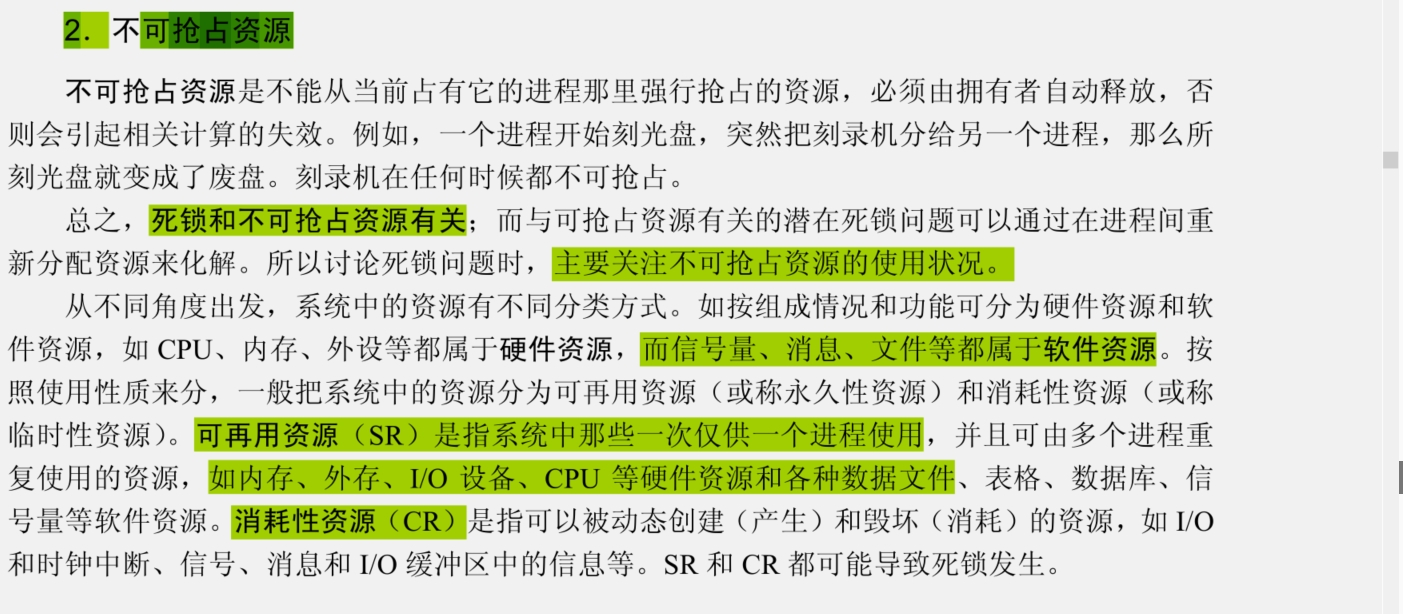 2．不可抢占资源
不可抢占资源是不能从当前占有它的进程那里强行抢占的资源，必须由拥有者自动释放，否
则会引起相关计算的失效。例如，一个进程开始刻光盘，突然把刻录机分给另一个进程，那么所
刻光盘就变成了废盘。刻录机在任何时候都不可抢占。
总之，死锁和不可抢占资源有关；而与可抢占资源有关的潜在死锁问题可以通过在进程间重
新分配资源来化解。所以讨论死锁问题时，主要关注不可抢占资源的使用状况。
从不同角度出发，系统中的资源有不同分类方式。如按组成情况和功能可分为硬件资源和软
件资源，如 CPU、内存、外设等都属于硬件资源，而信号量、消息、文件等都属于软件资源。按
照使用性质来分，一般把系统中的资源分为可再用资源（或称永久性资源）和消耗性资源（或称
临时性资源）。可再用资源（SR）是指系统中那些一次仅供一个进程使用，并且可由多个进程重
复使用的资源，如内存、外存、I/O 设备、CPU 等硬件资源和各种数据文件、表格、数据库、信
号量等软件资源。消耗性资源（CR）是指可以被动态创建（产生）和毁坏（消耗）的资源，如 I/O
和时钟中断、信号、消息和 I/O 缓冲区中的信息等。SR 和 CR 都可能导致死锁发生。